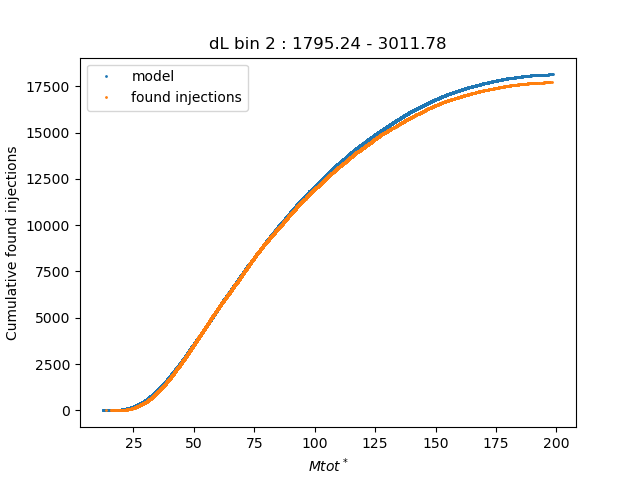 dL bin 2 : 1795.24 - 3011.78
model
found injections
17500
15000
12500
10000
7500
5000
2500
0
Cumulative found injections
25 50 75 100 125 150 175 200
Mtot*